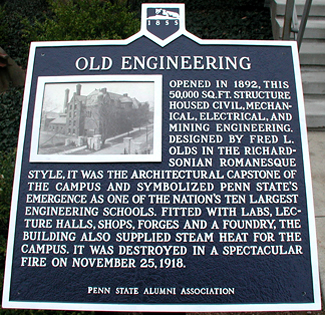 1855
OLD ENGINEERING
OPENED IN 1892, THIS
50,000 SQ. FT. STRUCTURE
HOUSED CIVIL, MECHAN-
ICAL, ELECTRICAL, AND
MINING ENGINEERING.
DESIGNED BY FRED L.
OLDS IN THE RICHARD-
SONIAN ROMANESQUE
STYLE, IT WAS THE ARCHITECTURAL CAPSTONE OF
THE CAMPUS AND SYMBOLIZED PENN STATE'S
EMERGENCE AS ONE OF THE NATION'S TEN LARGEST
ENGINEERING SCHOOLS. FITTED WITH LABS, LEC-
TURE HALLS, SHOPS, FORGES AND A FOUNDRY, THE
BUILDING ALSO SUPPLIED STEAM HEAT FOR THE
CAMPUS. IT WAS DESTROYED IN A SPECTACULAR
FIRE ON NOVEMBER 25, 1918.
PENN STATE ALUMNI ASSOCIATION